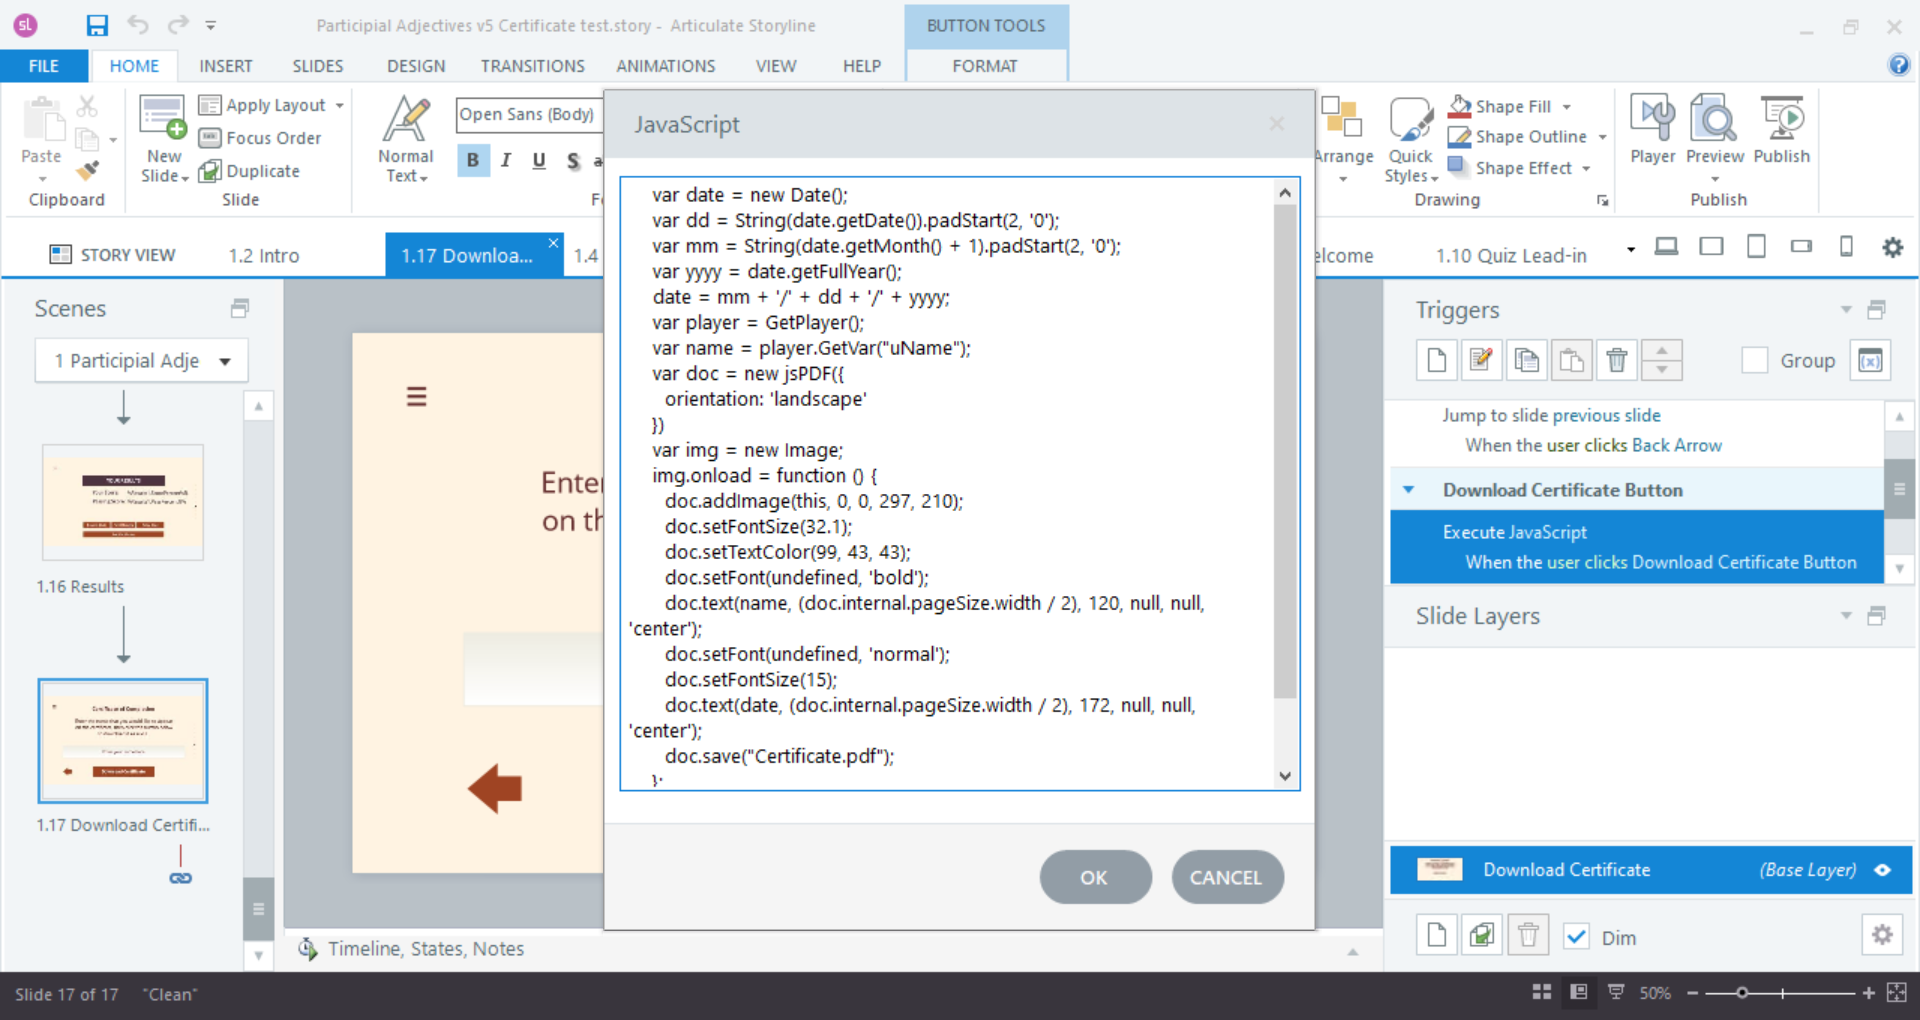 sl
Participial Adjectives v5 Certificate test.story - Articulate Storyline
BUTTON TOOLS
FILE
HOME
INSERT
SLIDES
DESIGN
TRANSITIONS
ANIMATIONS
VIEW
HELP
FORMAT
Paste
Clipboard
New Slide
Apply Layout
Focus Order
Duplicate
Slide
Normal Text
Open Sans (Body)
B I U S
JavaScript
Arrange
Quick Styles
Shape Fill
Shape Outline
Shape Effect
Drawing
Player
Preview
Publish
Publish
STORY VIEW
1.2 Intro
1.17 Downloa...
1.4
elcome
1.10 Quiz Lead-in
Scenes
1 Participial Adje
YOUR RESULTS
1.16 Results
Certificate of Completion
Download Certificate
1.17 Download Certifi...
Enter
on th
var date = new Date();
var dd = String(date.getDate()).padStart(2, '0');
var mm = String(date.getMonth() + 1).padStart(2, '0');
var yyyy = date.getFullYear();
date = mm + '/' + dd + '/' + yyyy;
var player = GetPlayer();
var name = player.GetVar("uName");
var doc = new jsPDF({
orientation: 'landscape'
})
var img = new Image;
img.onload = function () {
doc.addImage(this, 0, 0, 297, 210);
doc.setFontSize(32.1);
doc.setTextColor(99, 43, 43);
doc.setFont(undefined, 'bold');
doc.text(name, (doc.internal.pageSize.width / 2), 120, null, null,
'center');
doc.setFont(undefined, 'normal');
doc.setFontSize(15);
doc.text(date, (doc.internal.pageSize.width / 2), 172, null, null,
'center');
doc.save("Certificate.pdf");
};
OK
CANCEL
Timeline, States, Notes
Triggers
Group
Jump to slide previous slide
When the user clicks Back Arrow
Download Certificate Button
Execute JavaScript
When the user clicks Download Certificate Button
Slide Layers
Download Certificate
(Base Layer)
Dim
Slide 17 of 17
"Clean"
50%